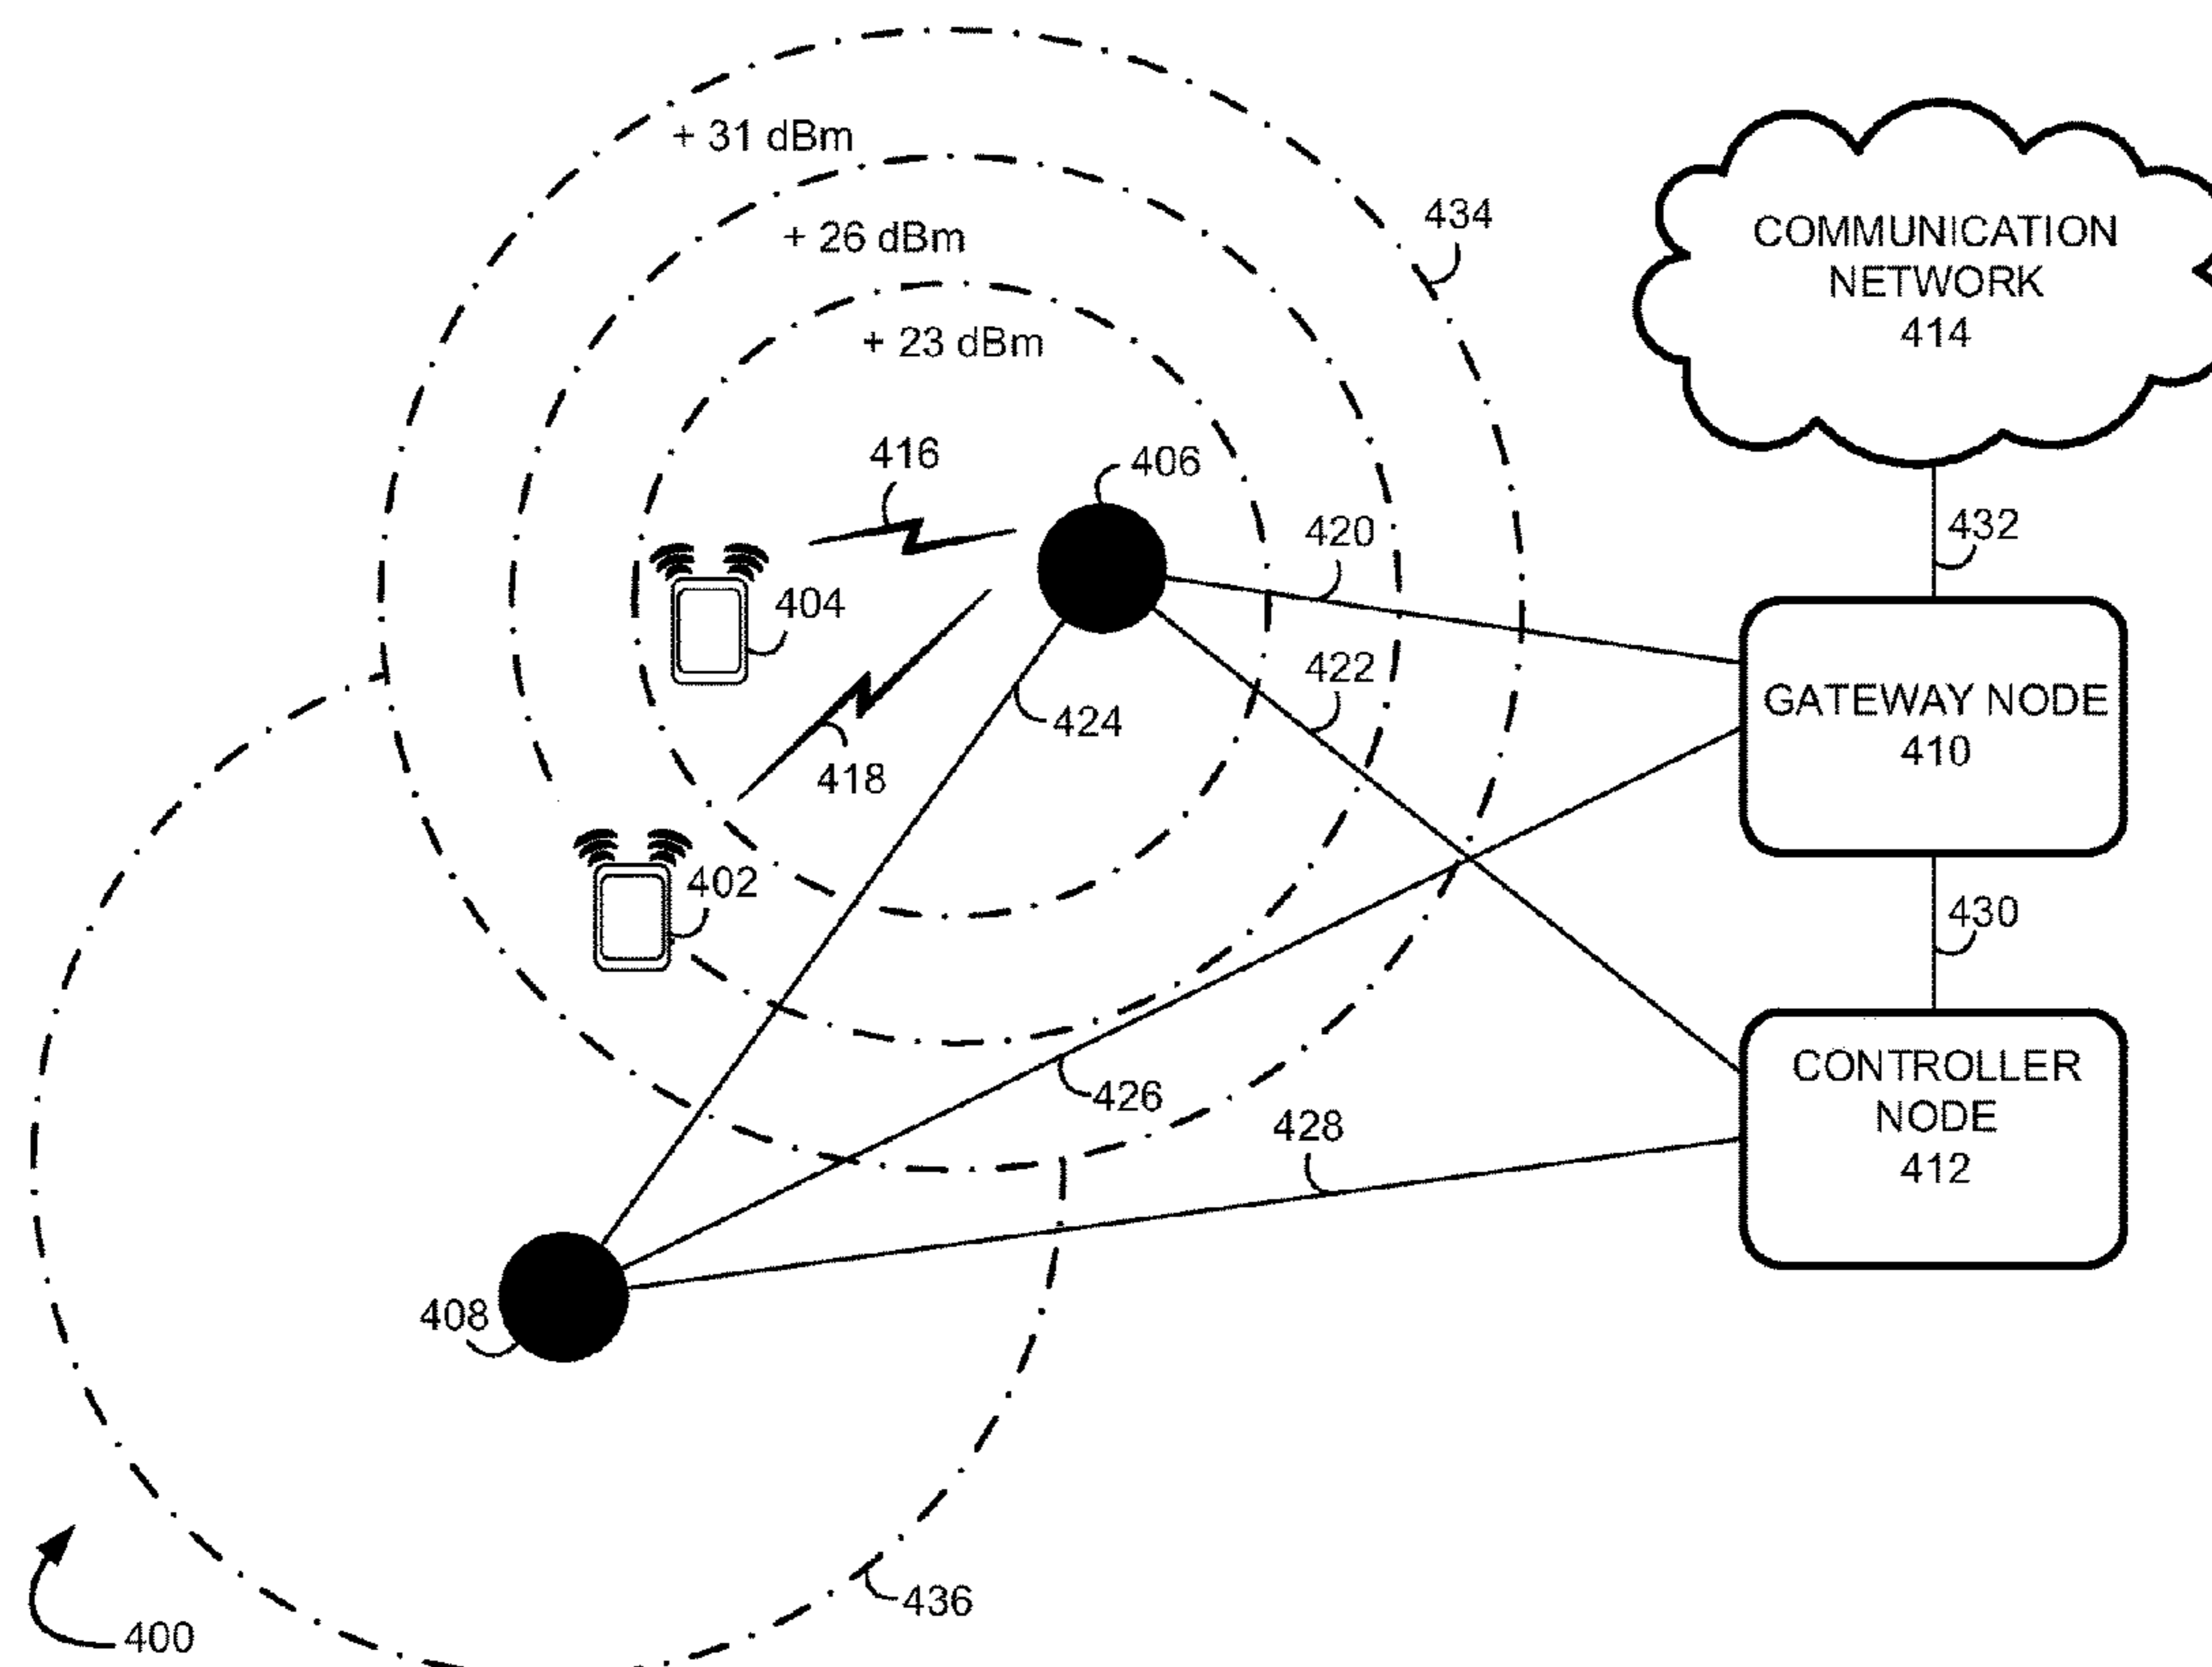 + 31 dBm
+ 26 dBm
+ 23 dBm
434
COMMUNICATION
NETWORK
414
416
406
420
432
404
422
424
418
GATEWAY NODE
410
402
430
426
428
CONTROLLER
NODE
412
408
436
400